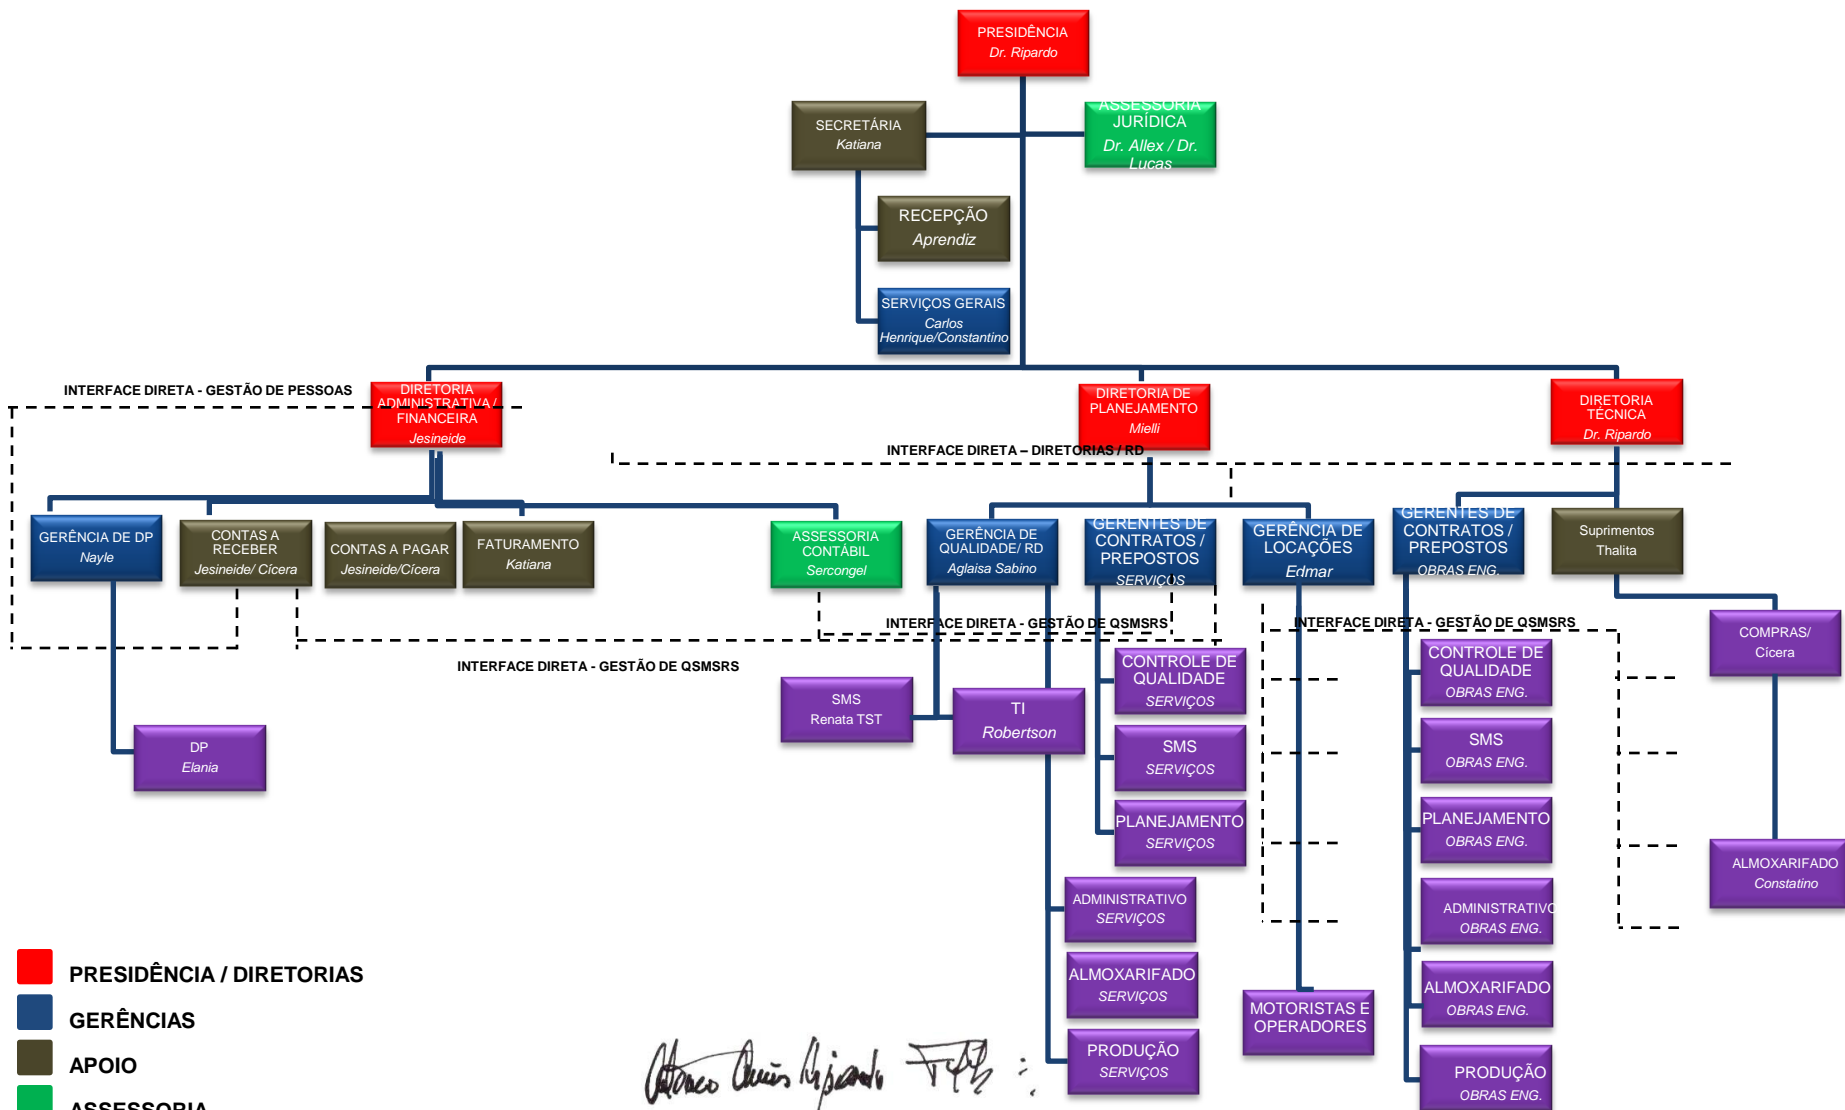 PRESIDÊNCIA
Dr. Ripardo
SECRETÁRIA
Katiana
ASSESSORIA
JURÍDICA
Dr. Allex / Dr.
Lucas
RECEPÇÃO
Aprendiz
SERVIÇOS GERAIS
Carlos
Henrique/Constantino
INTERFACE DIRETA - GESTÃO DE PESSOAS
DIRETORIA
ADMINISTRATIVA /
FINANCEIRA
Jesineide
DIRETORIA DE
PLANEJAMENTO
Mielli
DIRETORIA
TÉCNICA
Dr. Ripardo
INTERFACE DIRETA – DIRETORIAS / RD
GERÊNCIA DE DP
Nayle
CONTAS A
RECEBER
Jesineide/ Cícera
CONTAS A PAGAR
Jesineide/Cícera
FATURAMENTO
Katiana
ASSESSORIA
CONTÁBIL
Sercongel
GERÊNCIA DE
QUALIDADE/ RD
Aglaisa Sabino
GERENTES DE
CONTRATOS /
PREPOSTOS
SERVIÇOS
GERÊNCIA DE
LOCAÇÕES
Edmar
GERENTES DE
CONTRATOS /
PREPOSTOS
OBRAS ENG.
Suprimentos
Thalita
INTERFACE DIRETA - GESTÃO DE QSMSRS
INTERFACE DIRETA - GESTÃO DE QSMSRS
INTERFACE DIRETA - GESTÃO DE QSMSRS
COMPRAS/
Cícera
SMS
Renata TST
TI
Robertson
CONTROLE DE
QUALIDADE
SERVIÇOS
CONTROLE DE
QUALIDADE
OBRAS ENG.
DP
Elania
SMS
SERVIÇOS
SMS
OBRAS ENG.
PLANEJAMENTO
SERVIÇOS
PLANEJAMENTO
OBRAS ENG.
ALMOXARIFADO
Constatino
ADMINISTRATIVO
SERVIÇOS
ADMINISTRATIVO
OBRAS ENG.
ALMOXARIFADO
SERVIÇOS
MOTORISTAS E
OPERADORES
ALMOXARIFADO
OBRAS ENG.
PRODUÇÃO
SERVIÇOS
PRODUÇÃO
OBRAS ENG.
PRESIDÊNCIA / DIRETORIAS
GERÊNCIAS
APOIO
ASSESSORIA